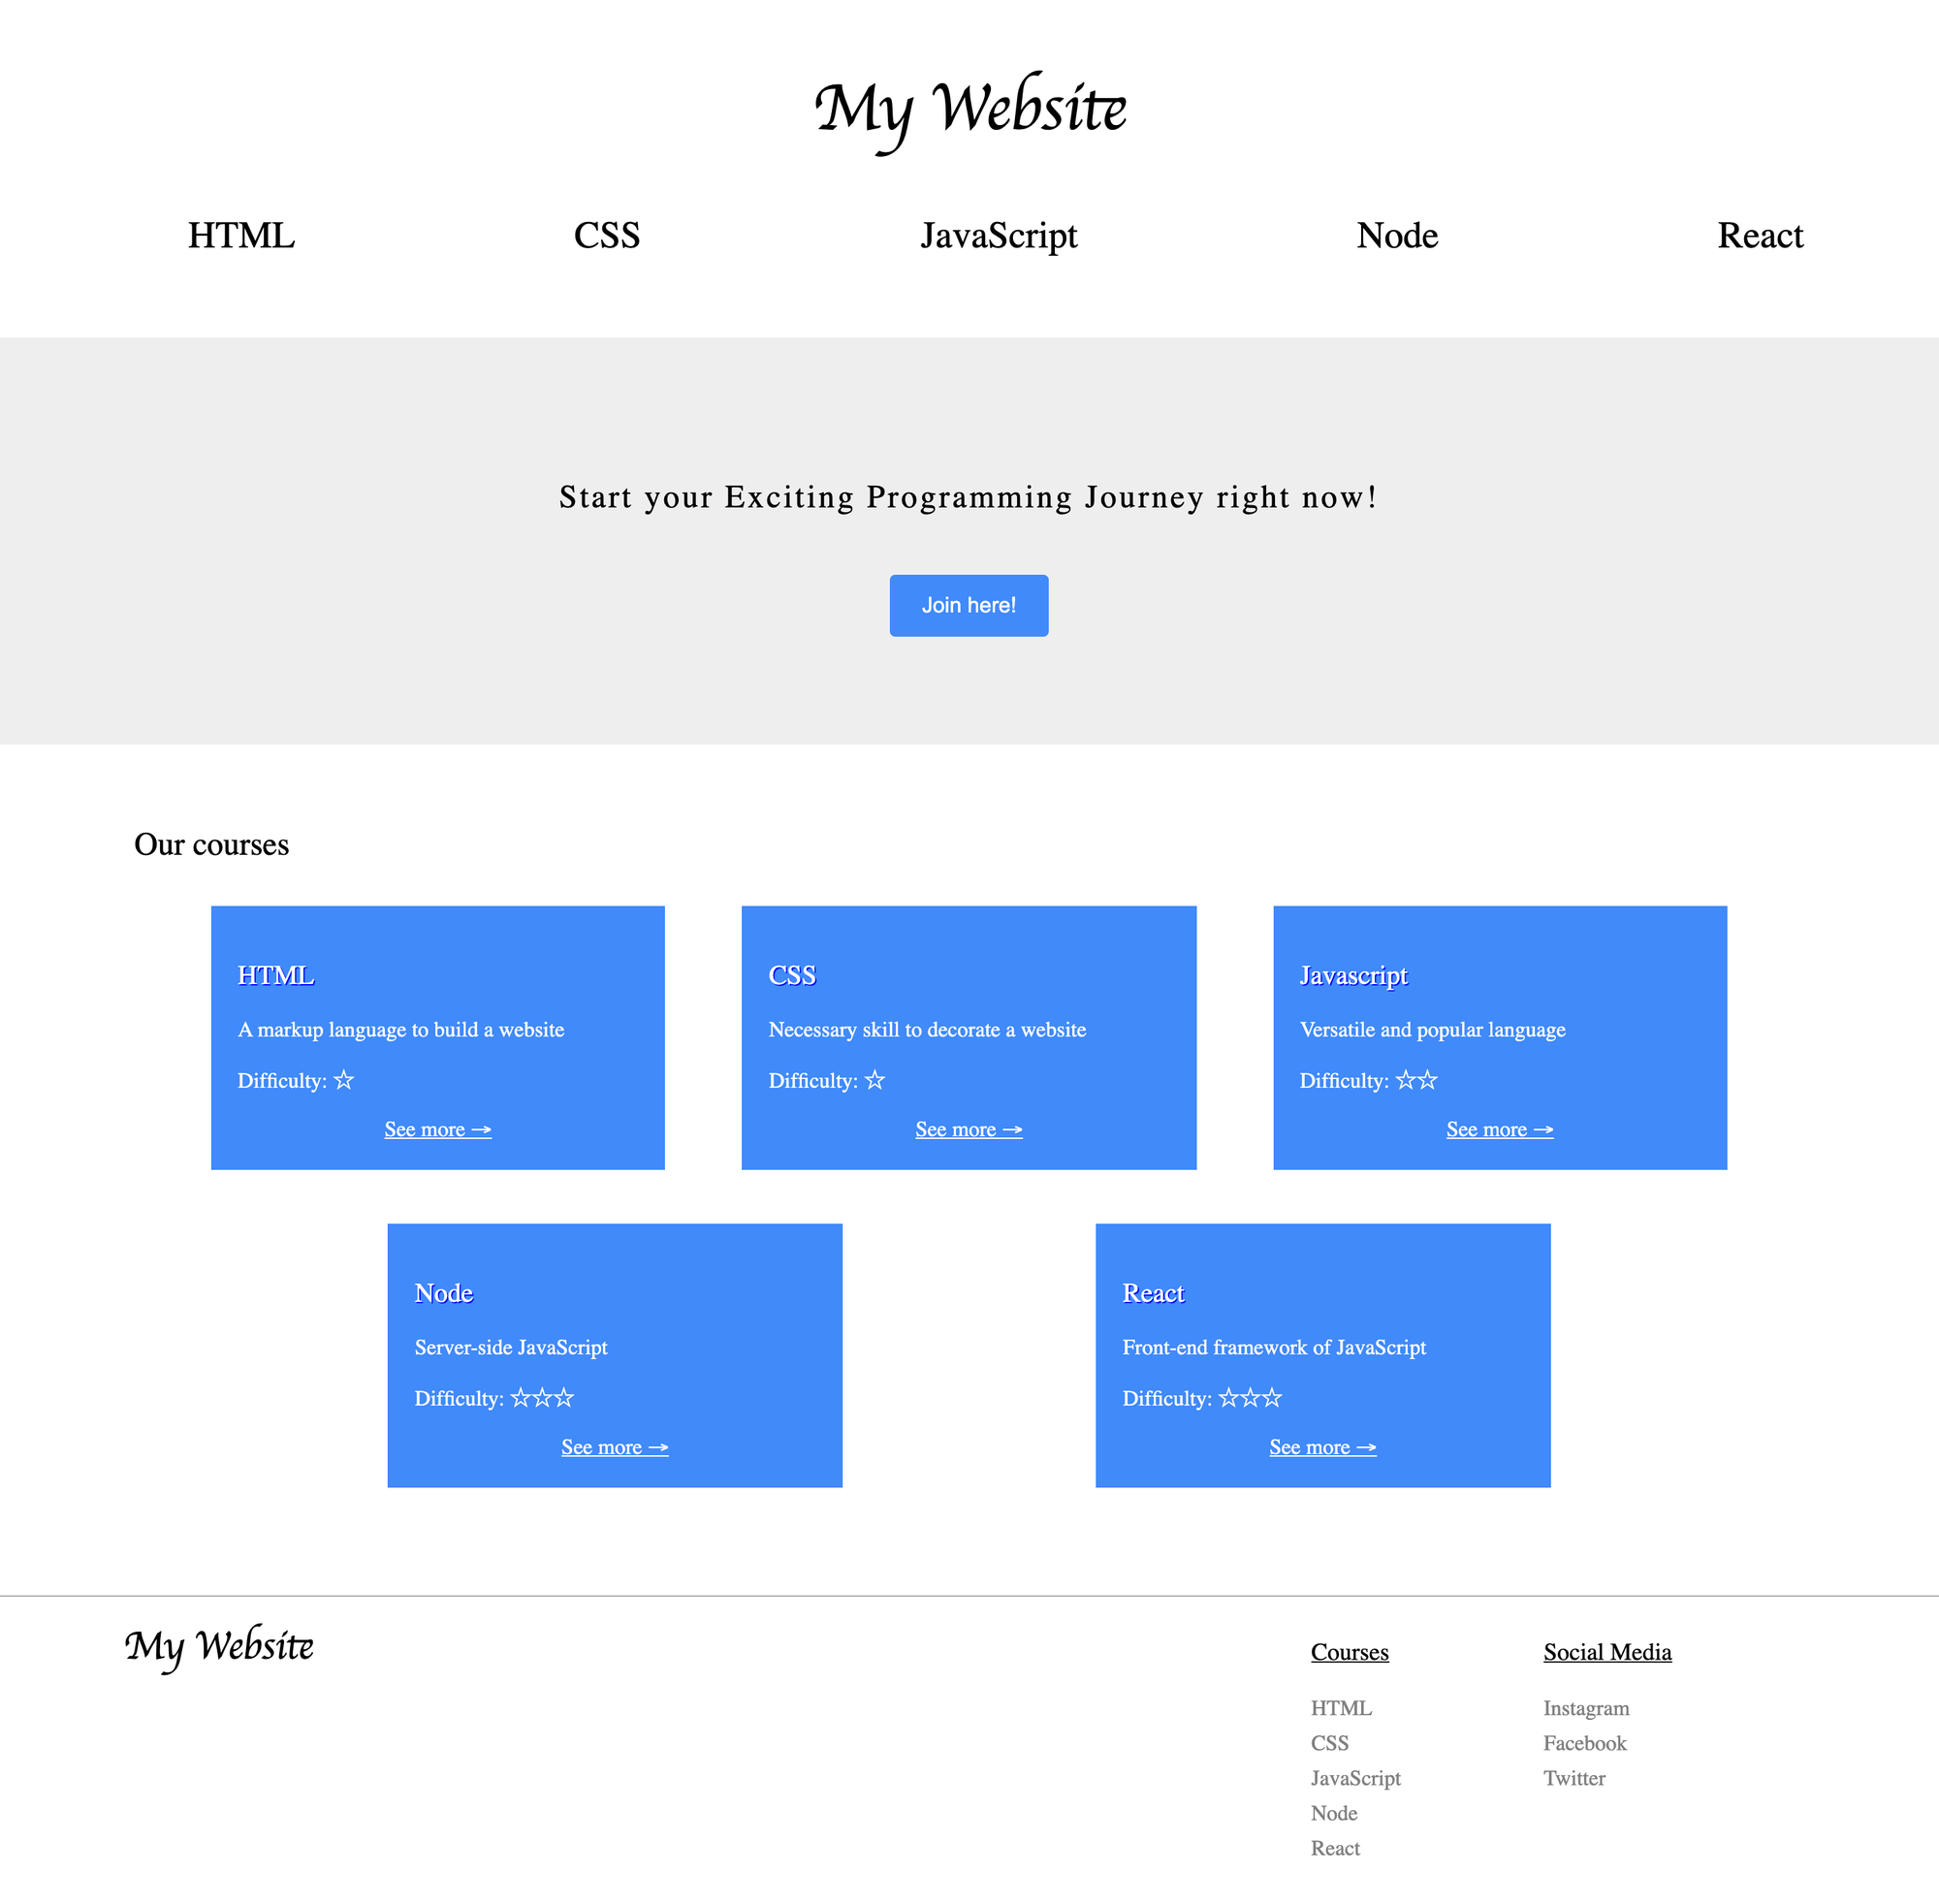 My Website
HTML CSS JavaScript Node React
Start your Exciting Programming Journey right now!
Join here!
Our courses
HTML
A markup language to build a website
Difficulty: ☆
See more →
CSS
Necessary skill to decorate a website
Difficulty: ☆
See more →
Javascript
Versatile and popular language
Difficulty: ☆☆
See more →
Node
Server-side JavaScript
Difficulty: ☆☆☆
See more →
React
Front-end framework of JavaScript
Difficulty: ☆☆☆
See more →
My Website
Courses
HTML
CSS
JavaScript
Node
React
Social Media
Instagram
Facebook
Twitter